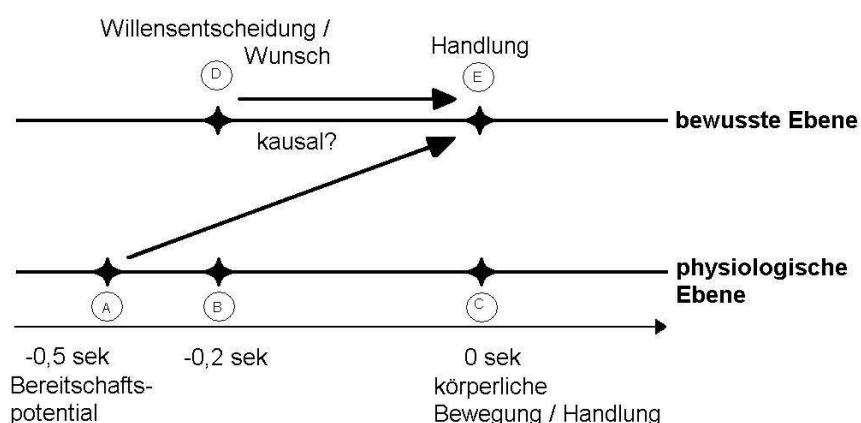 Willensentscheidung /
Wunsch
Handlung
D
E
bewusste Ebene
kausal?
physiologische
Ebene
A
B
C
-0,5 sek
-0,2 sek
0 sek
Bereitschafts-
potential
körperliche
Bewegung / Handlung